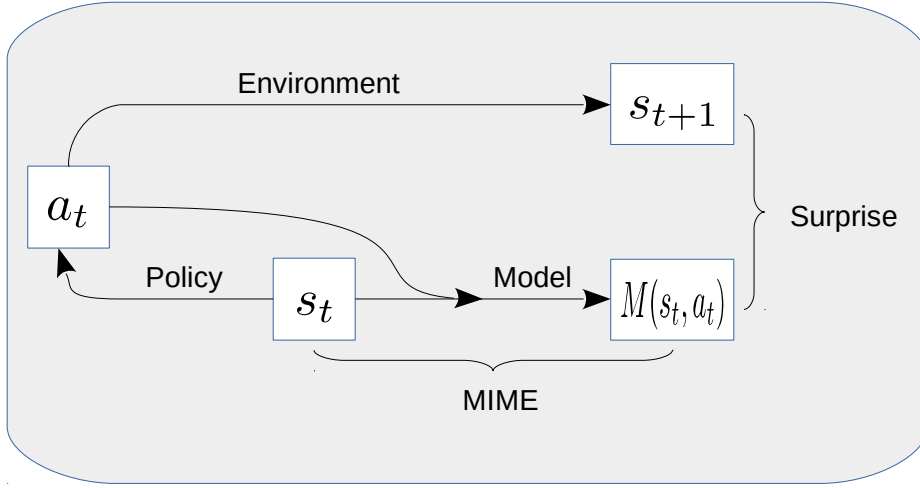 Environment
s_{t+1}
a_t
Surprise
Policy
s_t
Model
M(s_t, a_t)
MIME